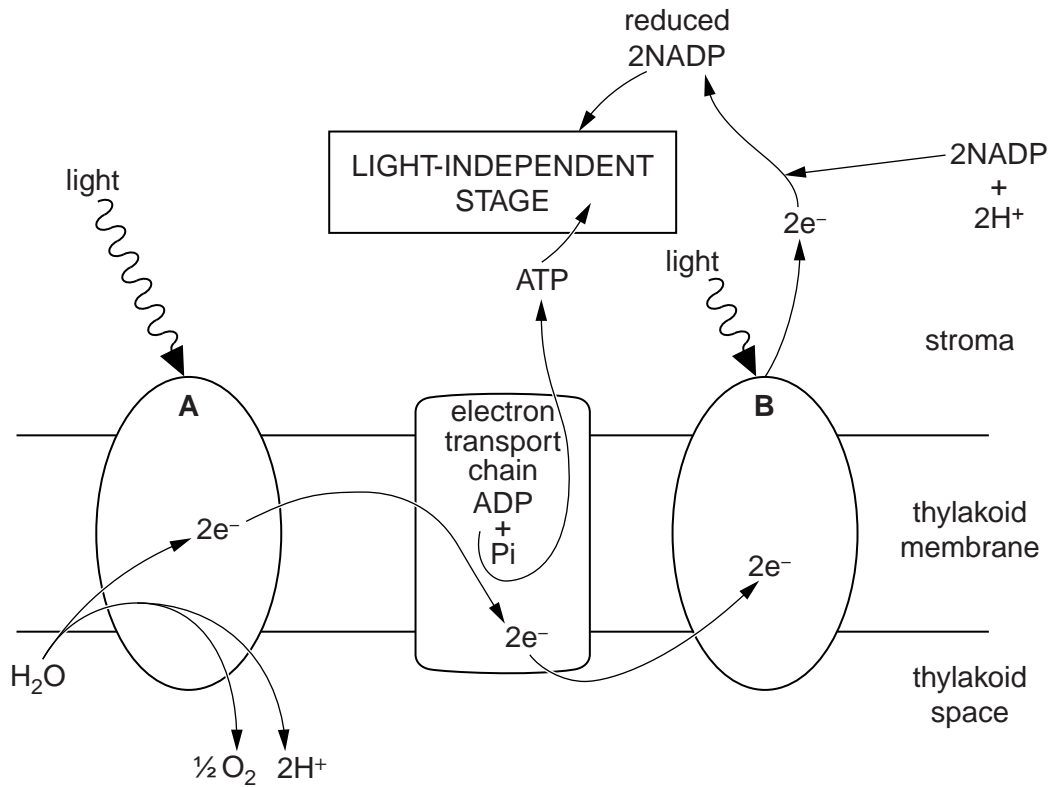 reduced
2NADP
LIGHT-INDEPENDENT
STAGE
light
2NADP
+
2H⁺
2e⁻
light
ATP
stroma
A
electron
transport
chain
ADP
+
Pi
B
2e⁻
thylakoid
membrane
2e⁻
2e⁻
H₂O
thylakoid
space
½ O₂
2H⁺